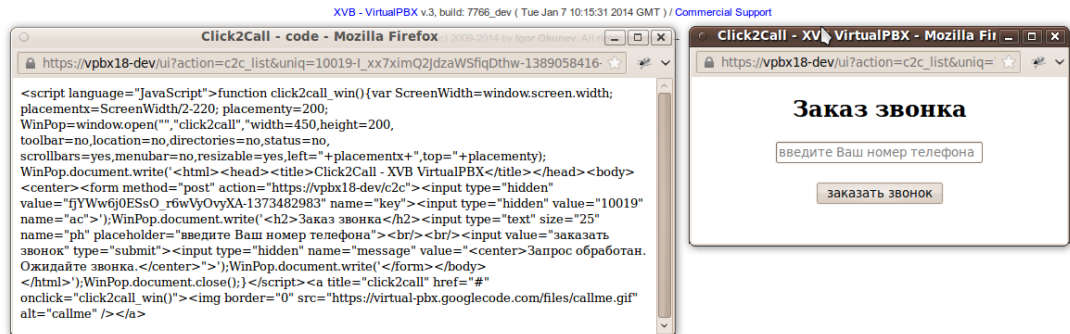 XVB - VirtualPBX v.3, build: 7766_dev ( Tue Jan 7 10:15:31 2014 GMT ) / Commercial Support
Click2Call - code - Mozilla Firefox
(c) 2009-2014 by Igor Okunev. All
https://vpbx18-dev/ui?action=c2c_list&uniq=10019-I_xx7ximQ2JdzaWSfiqDthw-1389058416-
<script language="JavaScript">function click2call_win(){var ScreenWidth=window.screen.width;
placementx=ScreenWidth/2-220; placementy=200;
WinPop=window.open("","click2call","width=450,height=200,
toolbar=no,location=no,directories=no,status=no,
scrollbars=yes,menubar=no,resizable=yes,left="+placementx+",top="+placementy);
WinPop.document.write('<html><head><title>Click2Call - XVB VirtualPBX</title></head><body>
<center><form method="post" action="https://vpbx18-dev/c2c"><input type="hidden"
value="fjYWw6j0ESsO_r6wVyOvyXA-1373482983" name="key"><input type="hidden" value="10019"
name="ac">');WinPop.document.write('<h2>Заказ звонка</h2><input type="text" size="25"
name="ph" placeholder="введите Ваш номер телефона"><br/><br/><input value="заказать
звонок" type="submit"><input type="hidden" name="message" value="<center>Запрос обработан.
Ожидайте звонка.</center>">');WinPop.document.write('</form></body>
</html>');WinPop.document.close();}</script><a title="click2call" href="#"
onclick="click2call_win()"><img border="0" src="https://virtual-pbx.googlecode.com/files/callme.gif"
alt="callme" /></a>
Click2Call - XVB VirtualPBX - Mozilla Fir
https://vpbx18-dev/ui?action=c2c_list&uniq=
Заказ звонка
введите Ваш номер телефона
заказать звонок